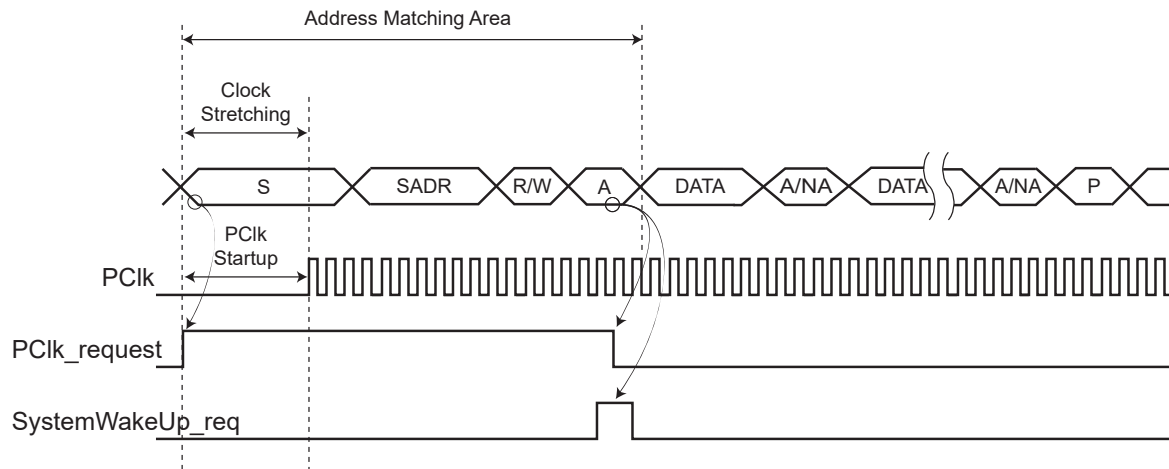 Address Matching Area
Clock
Stretching
S
SADR
R/W
A
DATA
A/NA
DATA
A/NA
P
PClk
Startup
PClk
PClk_request
SystemWakeUp_req